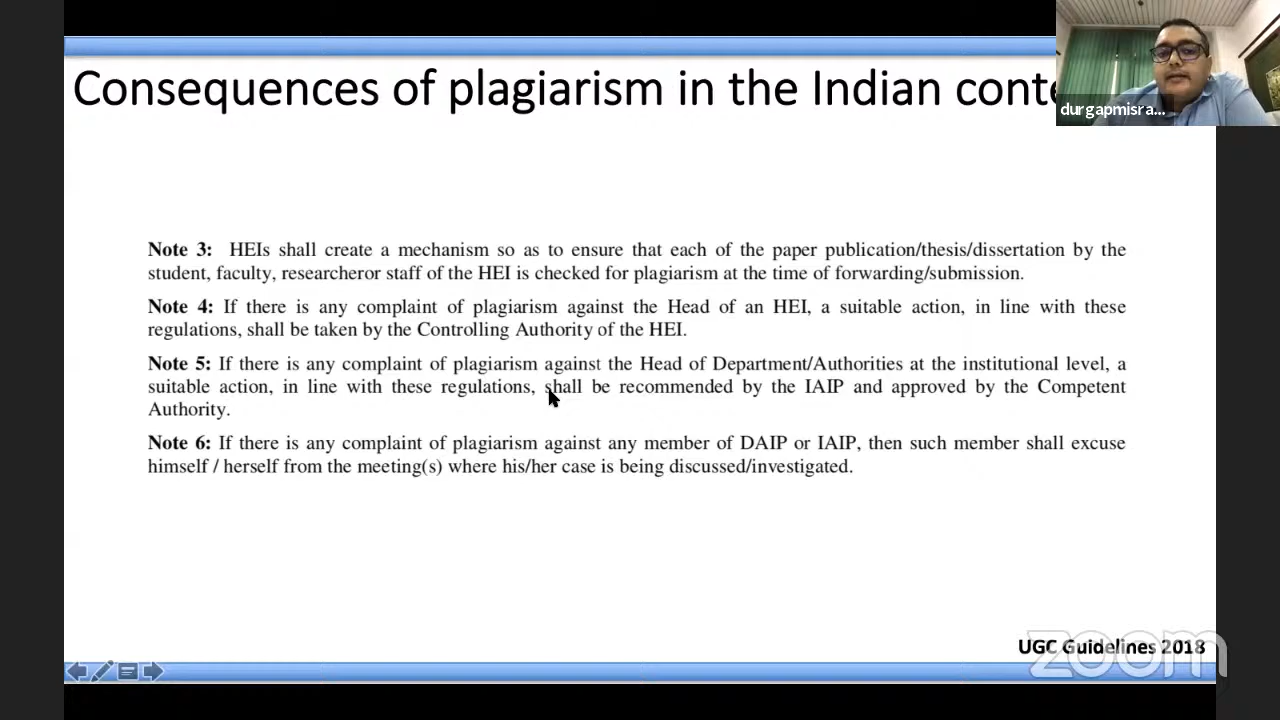 Consequences of plagiarism in the Indian conte
durgapmisra...
Note 3: HEIs shall create a mechanism so as to ensure that each of the paper publication/thesis/dissertation by the
student, faculty, researcheror staff of the HEI is checked for plagiarism at the time of forwarding/submission.
Note 4: If there is any complaint of plagiarism against the Head of an HEI, a suitable action, in line with these
regulations, shall be taken by the Controlling Authority of the HEI.
Note 5: If there is any complaint of plagiarism against the Head of Department/Authorities at the institutional level, a
suitable action, in line with these regulations, shall be recommended by the IAIP and approved by the Competent
Authority.
Note 6: If there is any complaint of plagiarism against any member of DAIP or IAIP, then such member shall excuse
himself / herself from the meeting(s) where his/her case is being discussed/investigated.
UGC Guidelines 2018
zoom